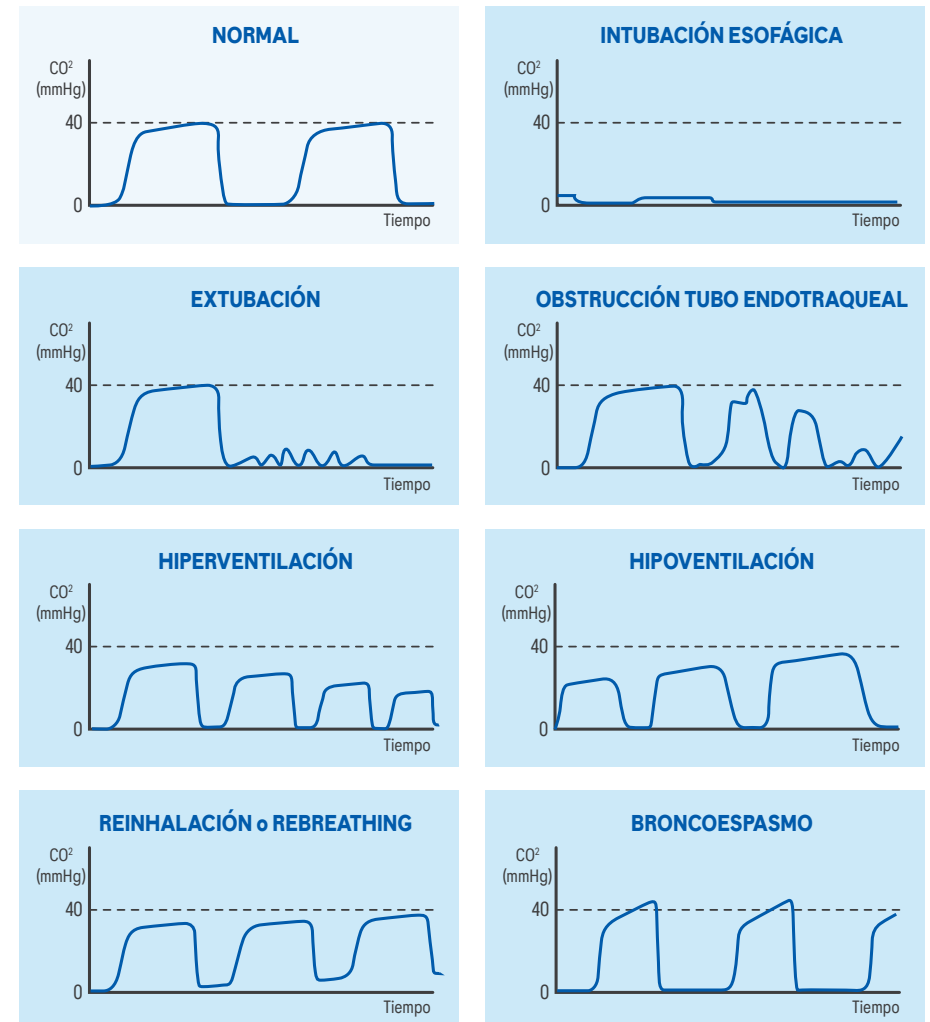 NORMAL
CO²
(mmHg)
40
0
Tiempo
INTUBACIÓN ESOFÁGICA
CO²
(mmHg)
40
0
Tiempo
EXTUBACIÓN
CO²
(mmHg)
40
0
Tiempo
OBSTRUCCIÓN TUBO ENDOTRAQUEAL
CO²
(mmHg)
40
0
Tiempo
HIPERVENTILACIÓN
CO²
(mmHg)
40
0
Tiempo
HIPOVENTILACIÓN
CO²
(mmHg)
40
0
Tiempo
REINHALACIÓN o REBREATHING
CO²
(mmHg)
40
0
Tiempo
BRONCOESPASMO
CO²
(mmHg)
40
0
Tiempo